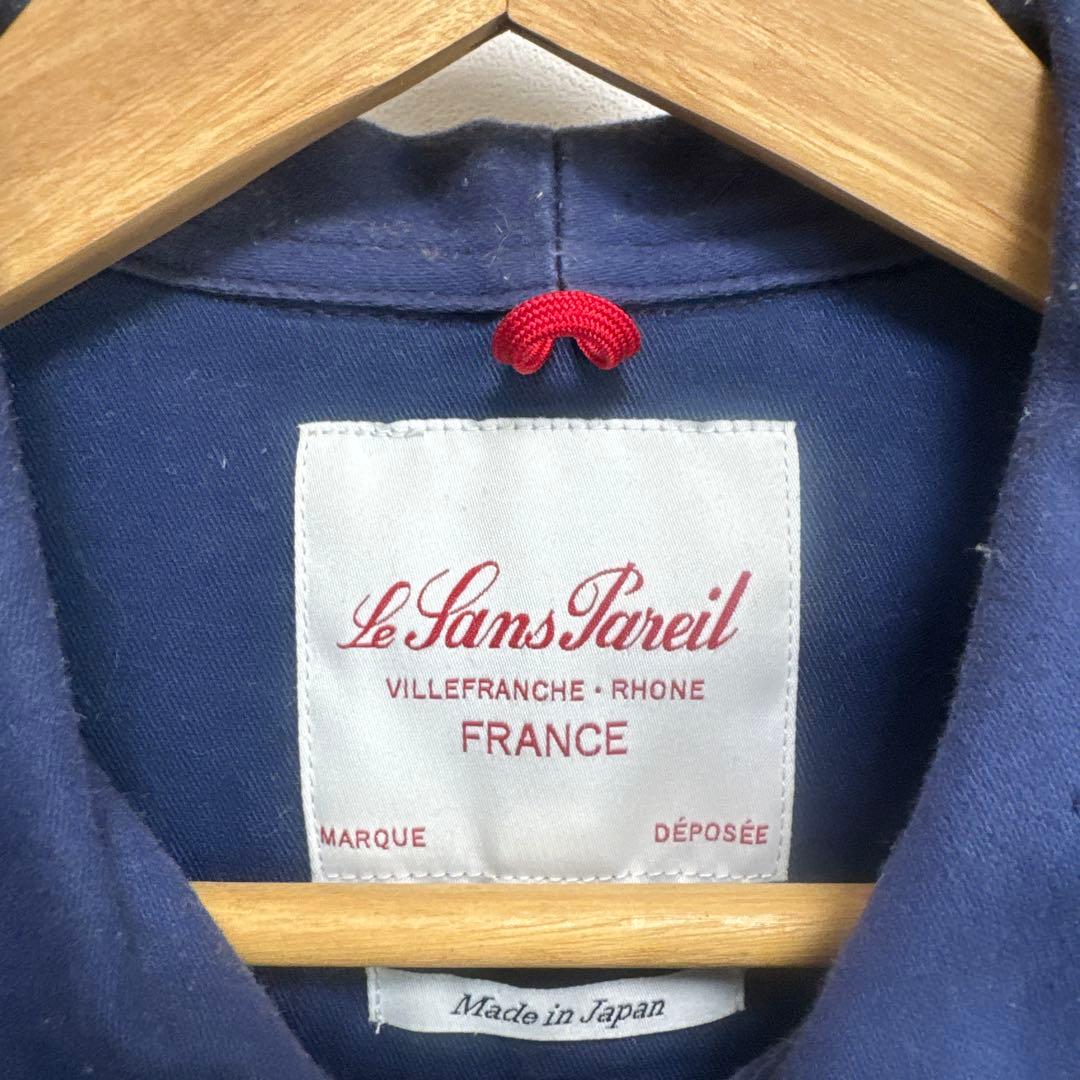 Le Sans Pareil
VILLEFRANCHE · RHONE
FRANCE
MARQUE DÉPOSÉE
Made in Japan